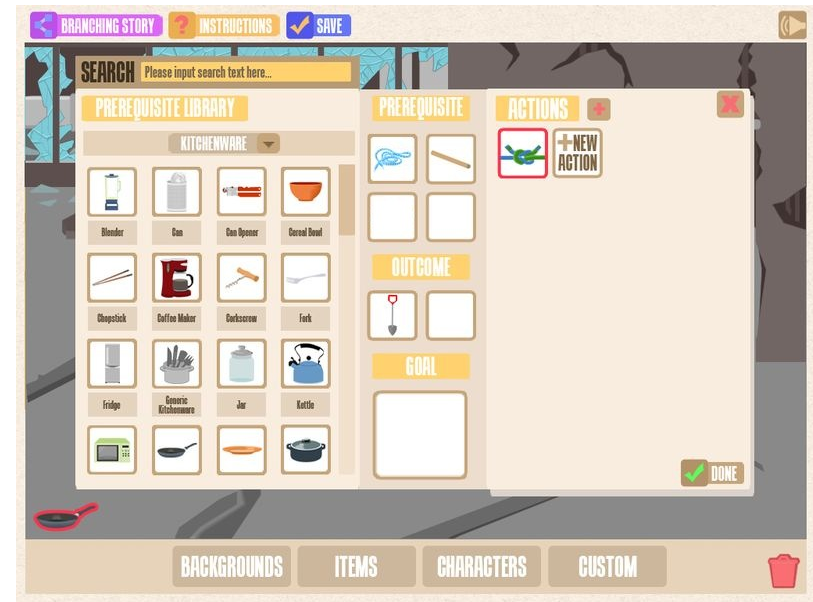 BRANCHING STORY
? INSTRUCTIONS
SAVE
SEARCH
Please input search text here...
PREREQUISITE LIBRARY
PREREQUISITE
ACTIONS
KITCHENWARE
+NEW
ACTION
Blender
Can
Can Opener
Cereal Bowl
OUTCOME
Chopstick
Coffee Maker
Corkscrew
Fork
GOAL
Fridge
Generic
Kitchenware
Jar
Kettle
DONE
BACKGROUNDS
ITEMS
CHARACTERS
CUSTOM